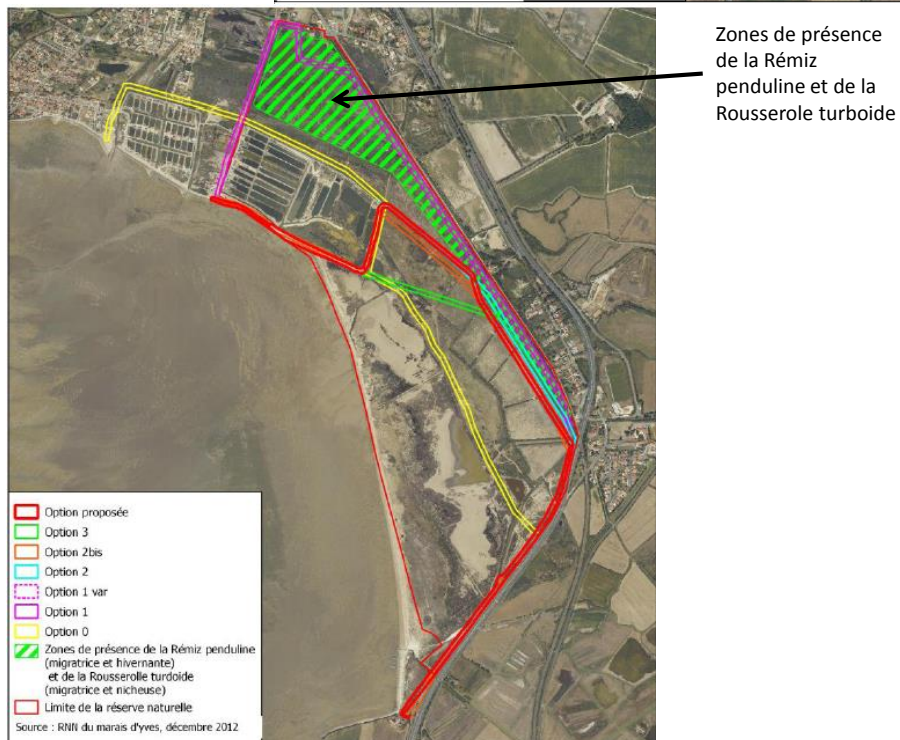 Zones de présence
de la Rémiz
penduline et de la
Rousserole turboide
Option proposée
Option 3
Option 2bis
Option 2
Option 1 var
Option 1
Option 0
Zones de présence de la Rémiz penduline
(migratrice et hivernante)
et de la Rousserolle turdoide
(migratrice et nicheuse)
Limite de la réserve naturelle
Source : RNN du marais d'yves, décembre 2012